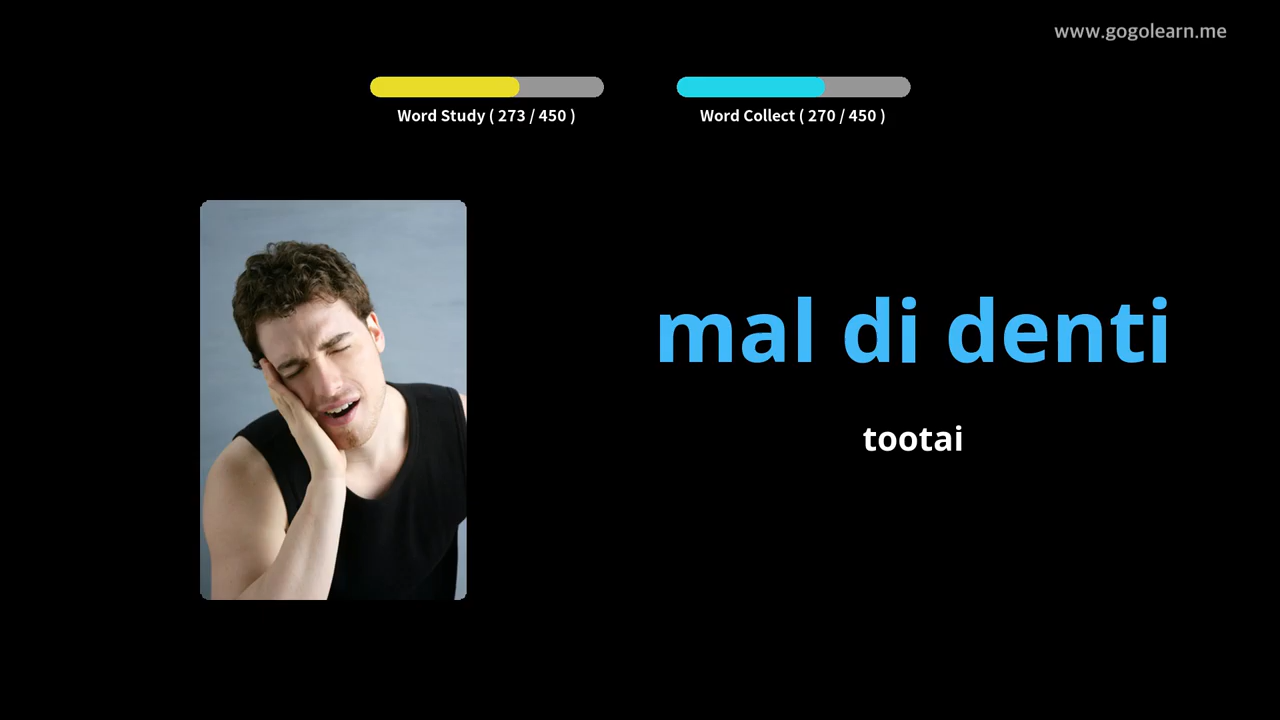 www.gogolearn.me
Word Study ( 273 / 450 )
Word Collect ( 270 / 450 )
mal di denti
tootai